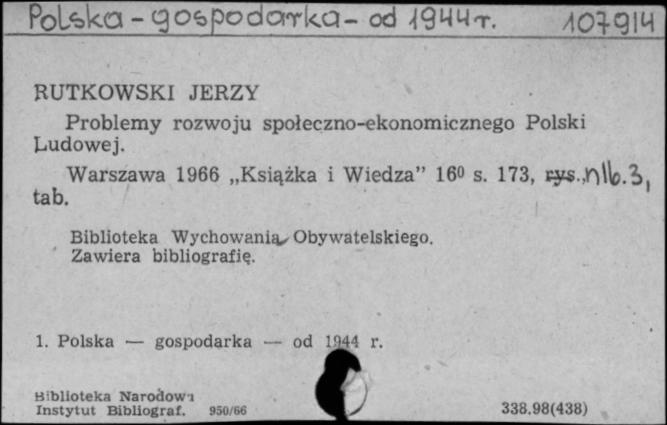 Polska - gospodarka - od 1944 r. 107914
RUTKOWSKI JERZY
Problemy rozwoju społeczno-ekonomicznego Polski
Ludowej.
Warszawa 1966 „Książka i Wiedza” 16⁰ s. 173, rys., nlb. 3,
tab.
Biblioteka Wychowania Obywatelskiego.
Zawiera bibliografię.
1. Polska — gospodarka — od 1944 r.
Biblioteka Narodowa
Instytut Bibliograf. 950/66 338.98(438)